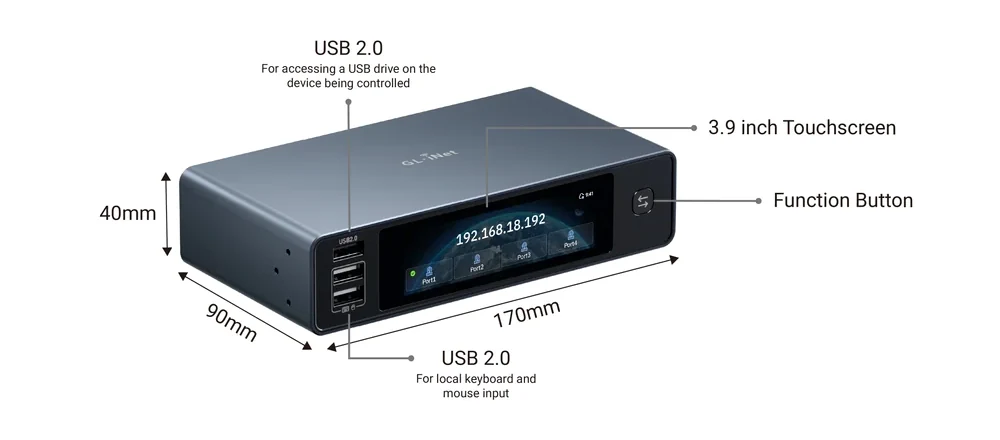 USB 2.0
For accessing a USB drive on the
device being controlled
3.9 inch Touchscreen
Function Button
GL·iNet
40mm
USB2.0
9:41
192.168.18.192
Port1
Port2
Port3
Port4
90mm
170mm
USB 2.0
For local keyboard and
mouse input